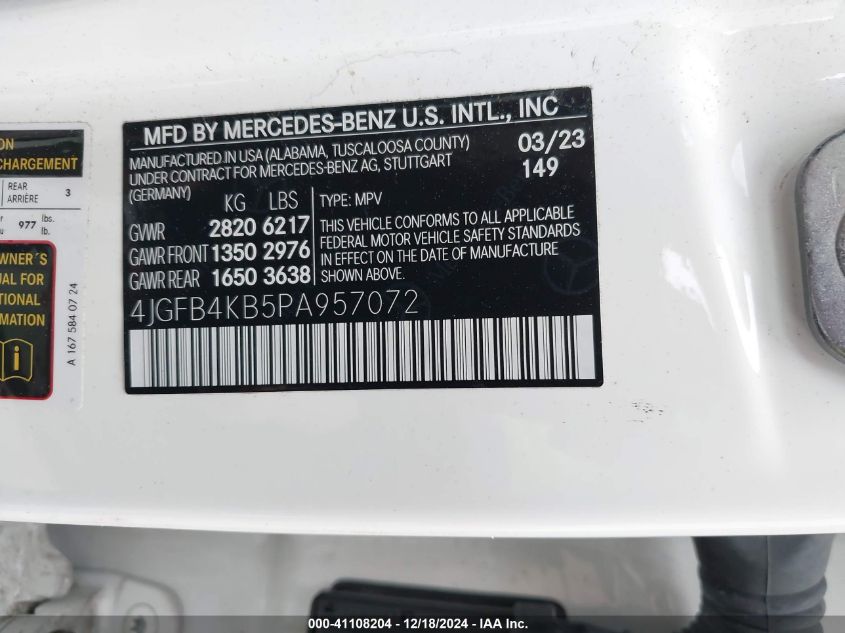 ON
CHARGEMENT
REAR
ARRIÈRE 3
977 lbs.
lb.
OWNER´S
UAL FOR
TIONAL
RMATION
A 167 584 07 24
MFD BY MERCEDES-BENZ U.S. INTL., INC
MANUFACTURED IN USA (ALABAMA, TUSCALOOSA COUNTY)
UNDER CONTRACT FOR MERCEDES-BENZ AG, STUTTGART
(GERMANY)
03/23
149
KG LBS
GVWR 2820 6217
GAWR FRONT 1350 2976
GAWR REAR 1650 3638
TYPE: MPV
THIS VEHICLE CONFORMS TO ALL APPLICABLE
FEDERAL MOTOR VEHICLE SAFETY STANDARDS
IN EFFECT ON THE DATE OF MANUFACTURE
SHOWN ABOVE.
4JGFB4KB5PA957072
000-41108204 - 12/18/2024 - IAA Inc.